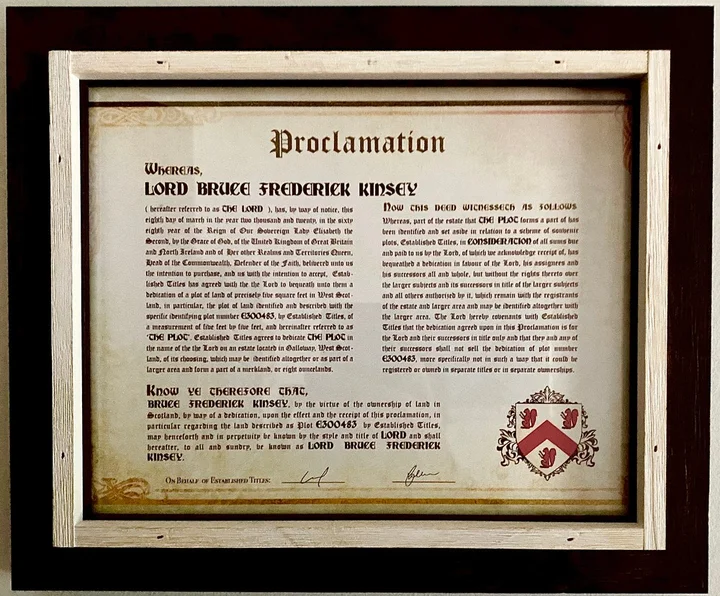 Proclamation
Whereas,
LORD BRUCE FREDERICK KINSEY
( hereafter referred to as THE LORD ), has, by way of notice, this
eighth day of march in the year two thousand and twenty, in the sixty
eighth year of the Reign of Our Sovereign Lady Elizabeth the
Second, by the Grace of God, of the United Kingdom of Great Britain
and North Ireland and of Her other Realms and Territories Queen,
Head of the Commonwealth, Defender of the Faith, delivered unto us
the intention to purchase, and us with the intention to accept, Estab-
lished Titles has agreed with the the Lord to bequeath unto them a
dedication of a plot of land of precisely five square feet in West Scot-
land, in particular, the plot of land identified and described with the
specific identifying plot number E300483, by Established Titles, of
a measurement of five feet by five feet, and hereinafter referred to as
'THE PLOT'. Established Titles agrees to dedicate THE PLOT in
the name of the the Lord on an estate located in Galloway, West Scot-
land, of its choosing, which may be identified altogether or as part of a
larger area and form a part of a merkland, or eight ouncelands.
Now this deed witnesseth as follows
Whereas, part of the estate that THE PLOT forms a part of has
been identified and set aside in relation to a scheme of souvenir
plots, Established Titles, in CONSIDERATION of all sums due
and paid to us by the Lord, of which we acknowledge receipt of, has
bequeathed a dedication in favour of the Lord, his assignees and
his successors all and whole, but without the rights thereto over
the larger subjects and its successors in title of the larger subjects
and all others authorised by it, which remain with the registrants
of the estate and larger area and may be identified altogether with
the larger area. The Lord hereby covenants with Established
Titles that the dedication agreed upon in this Proclamation is for
the Lord and their successors in title only and that they and any of
their successors shall not sell the dedication of plot number
E300483, more specifically not in such a way that it could be
registered or owned in separate titles or in separate ownerships.
Know ye therefore that,
BRUCE FREDERICK KINSEY, by the virtue of the ownership of land in
Scotland, by way of a dedication, upon the effect and the receipt of this proclamation, in
particular regarding the land described as Plot E300483 by Established Titles,
may henceforth and in perpetuity be known by the style and title of LORD and shall
hereafter, to all and sundry, be known as LORD BRUCE FREDERICK
KINSEY.
On Behalf of Established Titles: